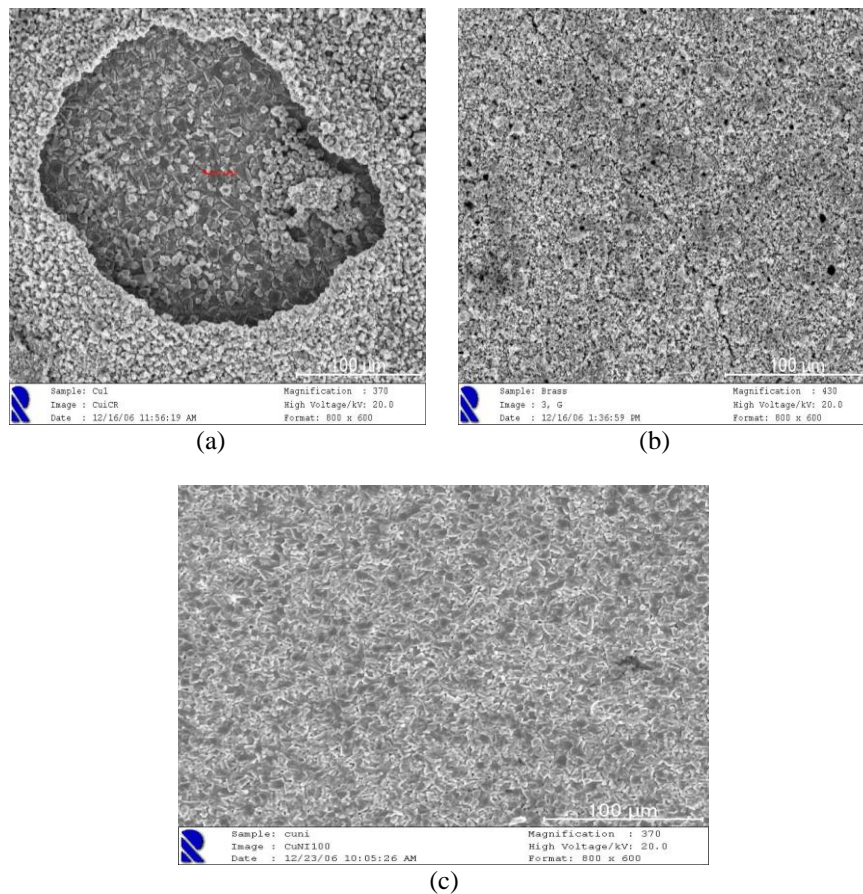 100 µm
Sample: Cu1 Magnification : 370
Image : CuiCR High Voltage/kV: 20.0
Date : 12/16/06 11:56:19 AM Format: 800 x 600
(a)
100 µm
Sample: Brass Magnification : 430
Image : 3, G High Voltage/kV: 20.0
Date : 12/16/06 1:36:59 PM Format: 800 x 600
(b)
100 µm
Sample: cuni Magnification : 370
Image : CuNI100 High Voltage/kV: 20.0
Date : 12/23/06 10:05:26 AM Format: 800 x 600
(c)